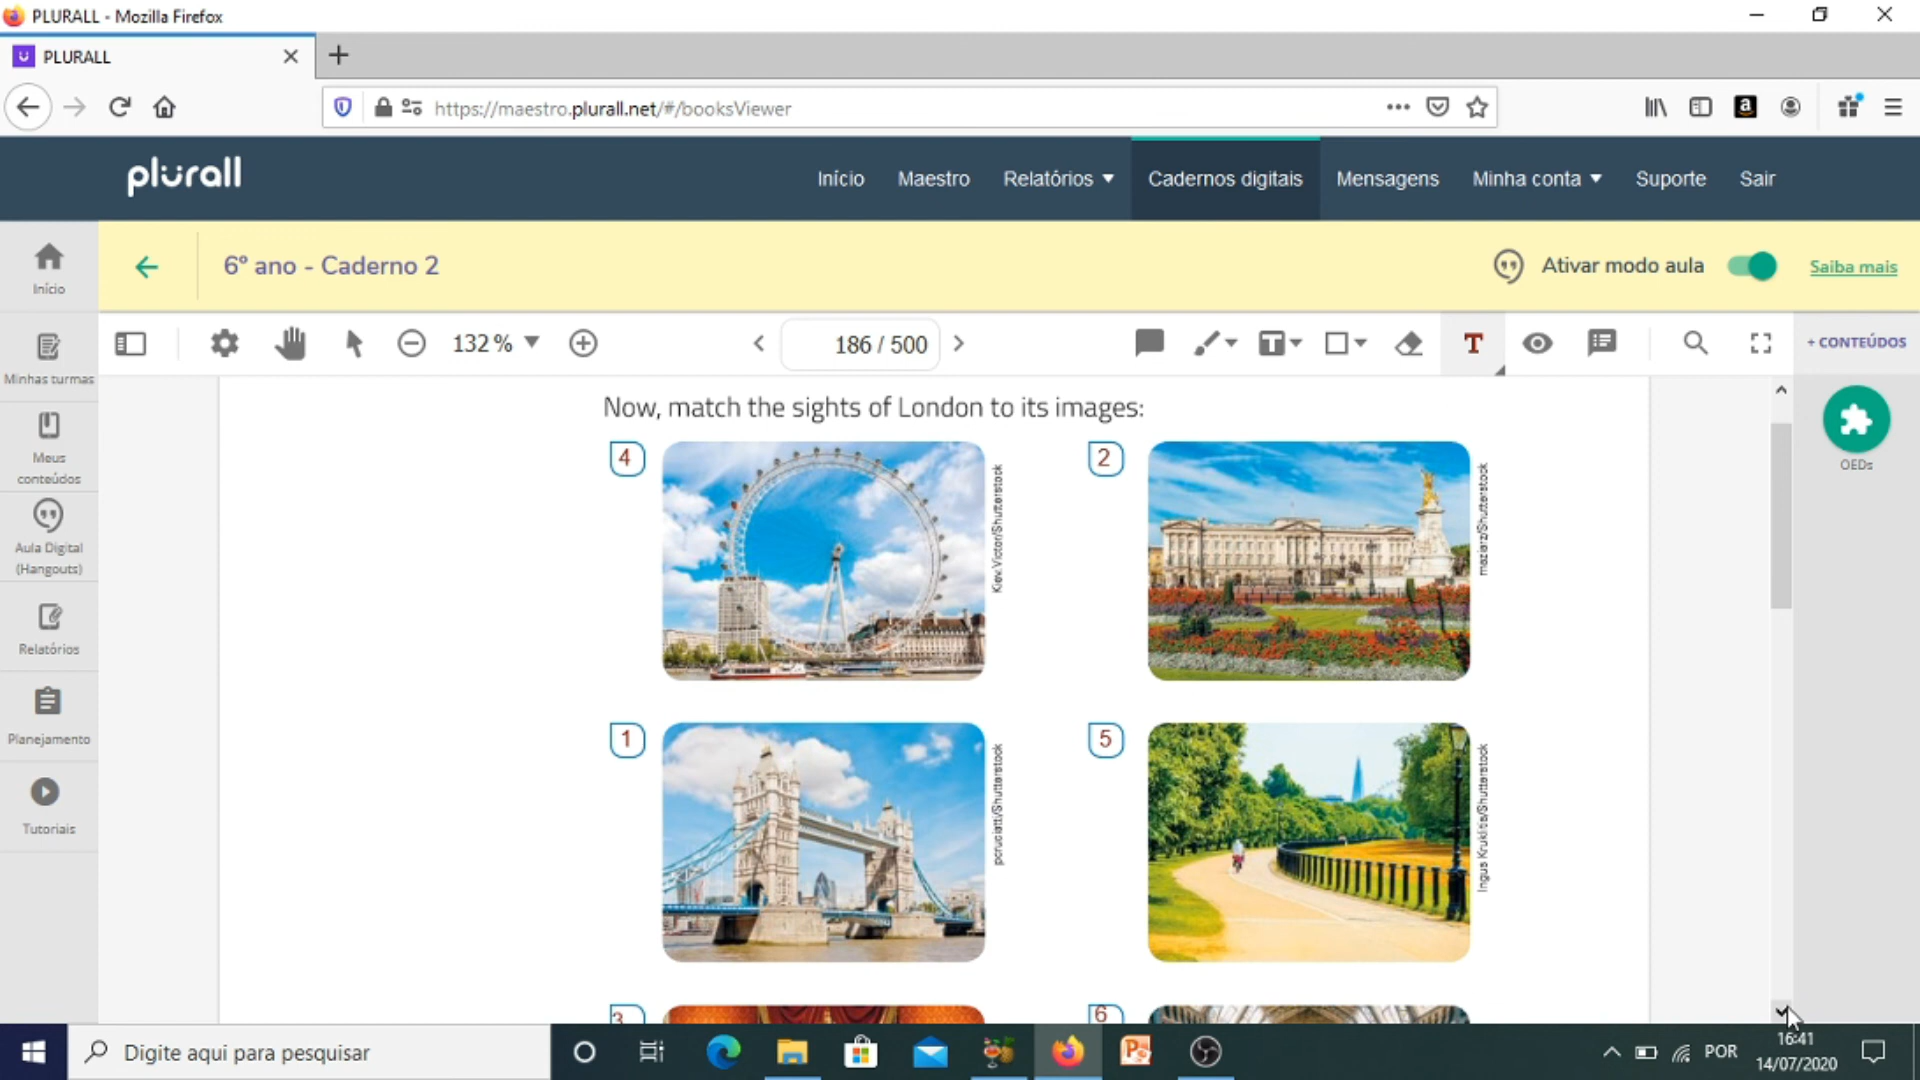 PLURALL - Mozilla Firefox
PLURALL
https://maestro.plurall.net/#/booksViewer
plurall
Início Maestro Relatórios Cadernos digitais Mensagens Minha conta Suporte Sair
6º ano - Caderno 2
Ativar modo aula
Saiba mais
132 %
186 / 500
+ CONTEÚDOS
OEDs
Início
Minhas turmas
Meus
conteúdos
Aula Digital
(Hangouts)
Relatórios
Planejamento
Tutoriais
Now, match the sights of London to its images:
4
Kiev.Victor/Shutterstock
2
maziarz/Shutterstock
1
pcruciatti/Shutterstock
5
Ingus Kruklitis/Shutterstock
3
6
Digite aqui para pesquisar
POR
16:41
14/07/2020